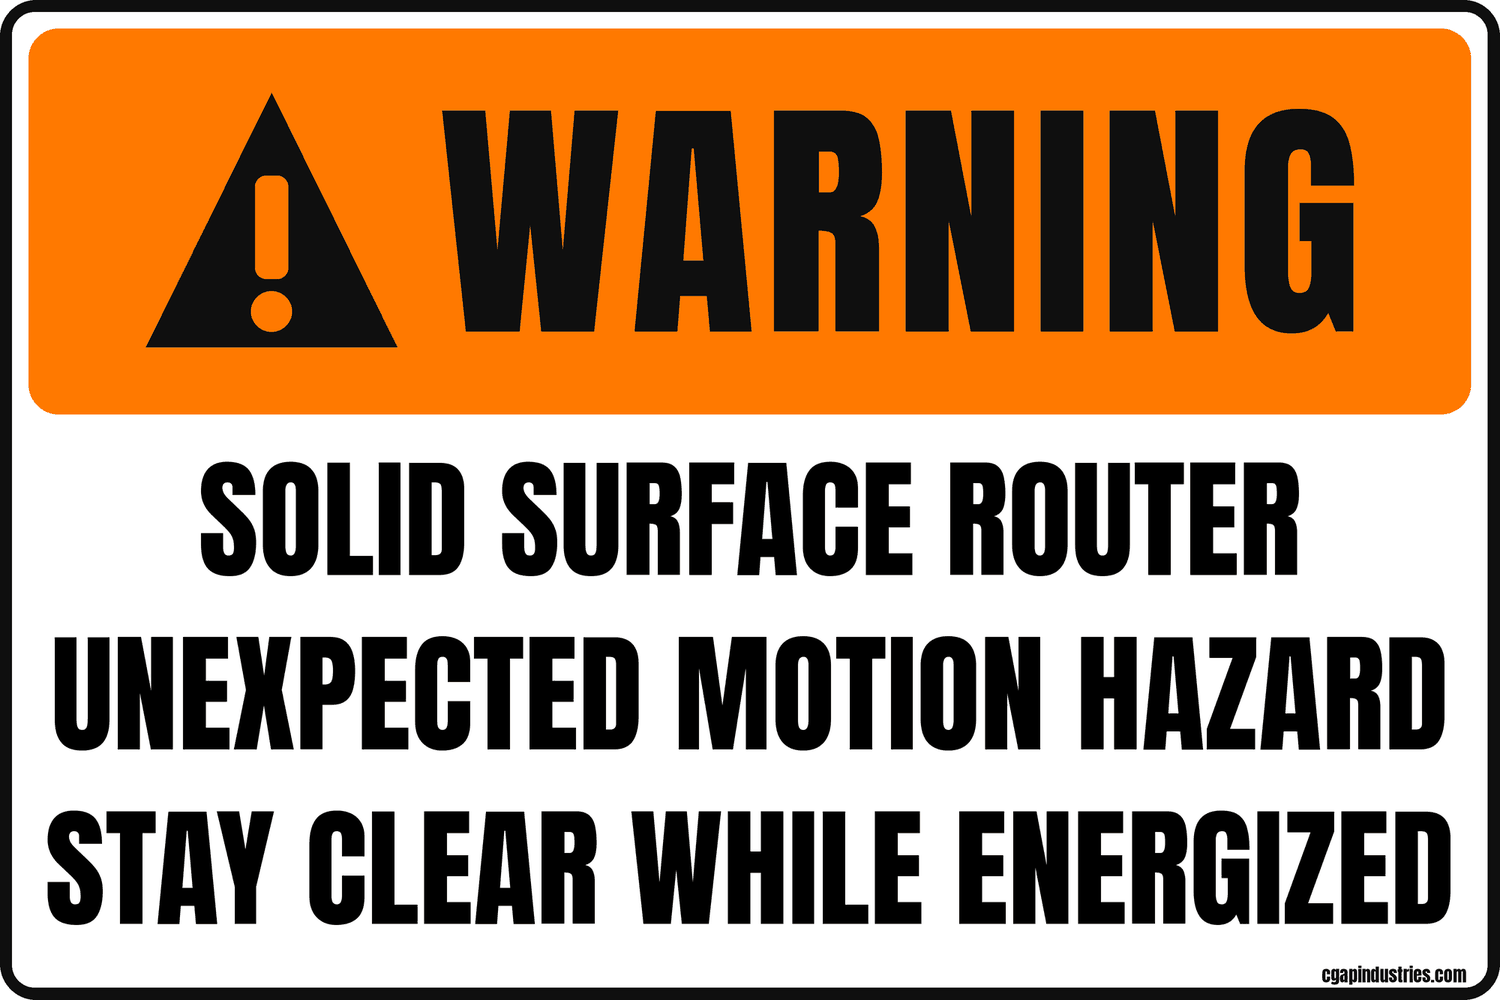 WARNING
SOLID SURFACE ROUTER
UNEXPECTED MOTION HAZARD
STAY CLEAR WHILE ENERGIZED
cgapindustries.com